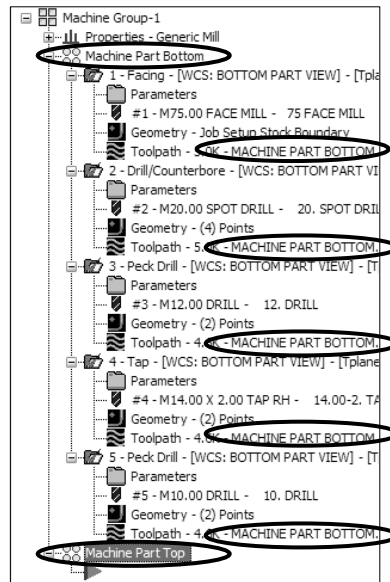 Machine Group-1
Properties - Generic Mill
Machine Part Bottom
1 - Facing - [WCS: BOTTOM PART VIEW] - [Tpla
Parameters
#1 - M75.00 FACE MILL - 75 FACE MILL
Geometry - Job Setup Stock Boundary
Toolpath - 5.0K - MACHINE PART BOTTOM.
2 - Drill/Counterbore - [WCS: BOTTOM PART VI
Parameters
#2 - M20.00 SPOT DRILL - 20. SPOT DRIL
Geometry - (4) Points
Toolpath - 5.0K - MACHINE PART BOTTOM.
3 - Peck Drill - [WCS: BOTTOM PART VIEW] - [T
Parameters
#3 - M12.00 DRILL - 12. DRILL
Geometry - (2) Points
Toolpath - 4.0K - MACHINE PART BOTTOM.
4 - Tap - [WCS: BOTTOM PART VIEW] - [Tplane
Parameters
#4 - M14.00 X 2.00 TAP RH - 14.00-2. TA
Geometry - (2) Points
Toolpath - 4.0K - MACHINE PART BOTTOM
5 - Peck Drill - [WCS: BOTTOM PART VIEW] - [T
Parameters
#5 - M10.00 DRILL - 10. DRILL
Geometry - (2) Points
Toolpath - 4.0K - MACHINE PART BOTTOM.
Machine Part Top